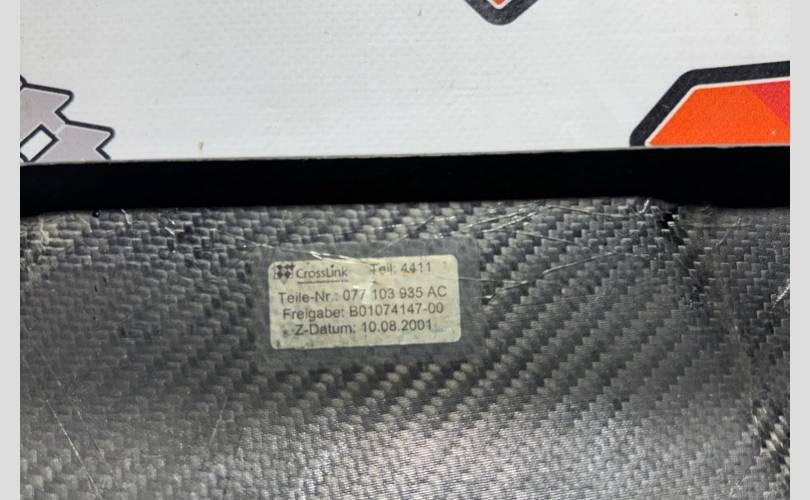 CrossLink Teil: 4411
Teile-Nr.: 077 103 935 AC
Freigabe: B01074147-00
Z-Datum: 10.08.2001